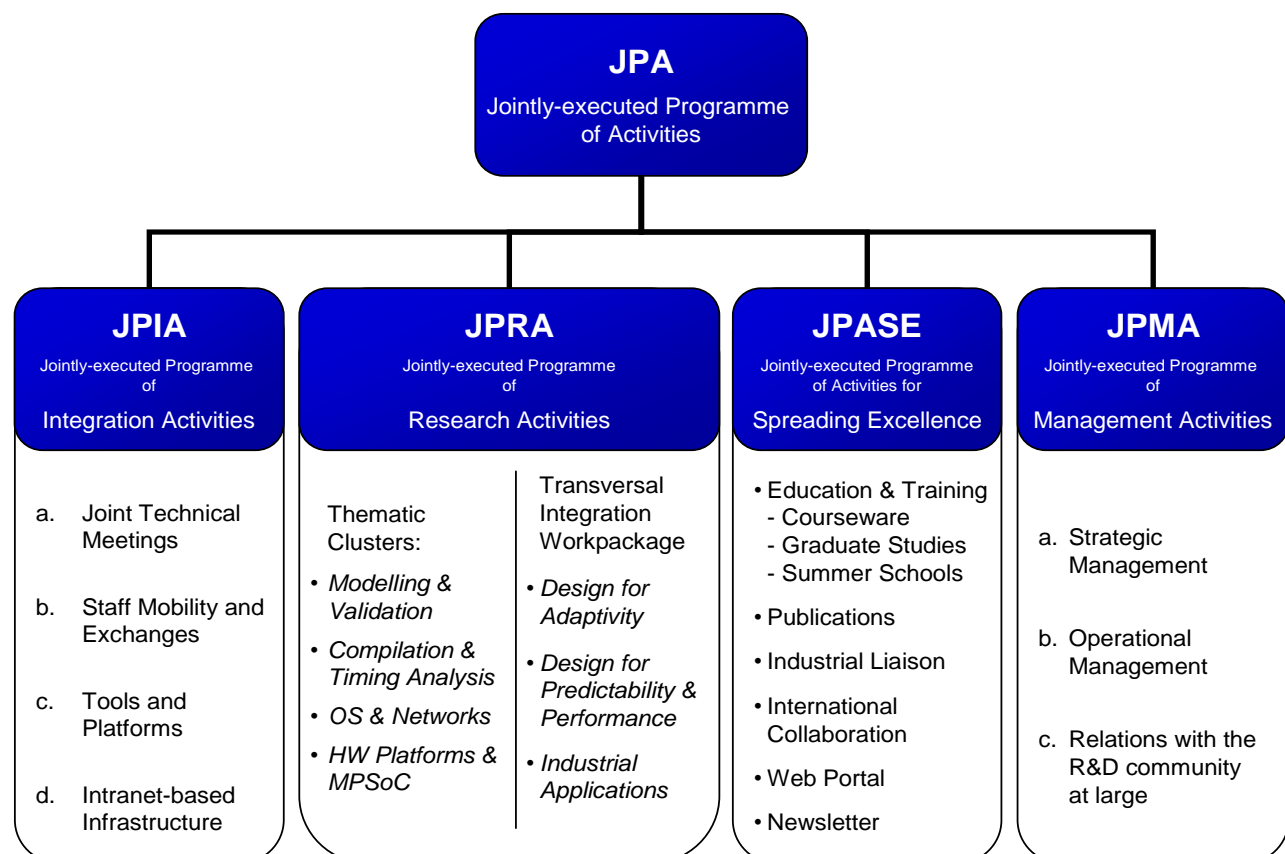 JPA
Jointly-executed Programme
of Activities
JPIA
Jointly-executed Programme
of
Integration Activities
a. Joint Technical
Meetings
b. Staff Mobility and
Exchanges
c. Tools and
Platforms
d. Intranet-based
Infrastructure
JPRA
Jointly-executed Programme
of
Research Activities
Thematic
Clusters:
• Modelling &
Validation
• Compilation &
Timing Analysis
• OS & Networks
• HW Platforms &
MPSoC
Transversal
Integration
Workpackage
• Design for
Adaptivity
• Design for
Predictability &
Performance
• Industrial
Applications
JPASE
Jointly-executed Programme
of Activities for
Spreading Excellence
• Education & Training
- Courseware
- Graduate Studies
- Summer Schools
• Publications
• Industrial Liaison
• International
Collaboration
• Web Portal
• Newsletter
JPMA
Jointly-executed Programme
of
Management Activities
a. Strategic
Management
b. Operational
Management
c. Relations with the
R&D community
at large